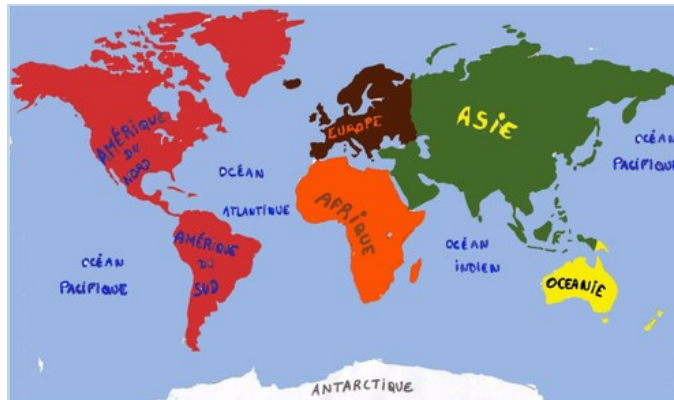 AMÉRIQUE
DU
NORD
EUROPE
ASiE
OCÉAN
PACiFiQUE
OCÉAN
ATLANTiQUE
AFRiQUE
AMÉRiQUE
DU
SUD
OCÉAN
PACiFiQUE
OCÉAN
iNDiEN
OCEANiE
ANTARCTiQUE